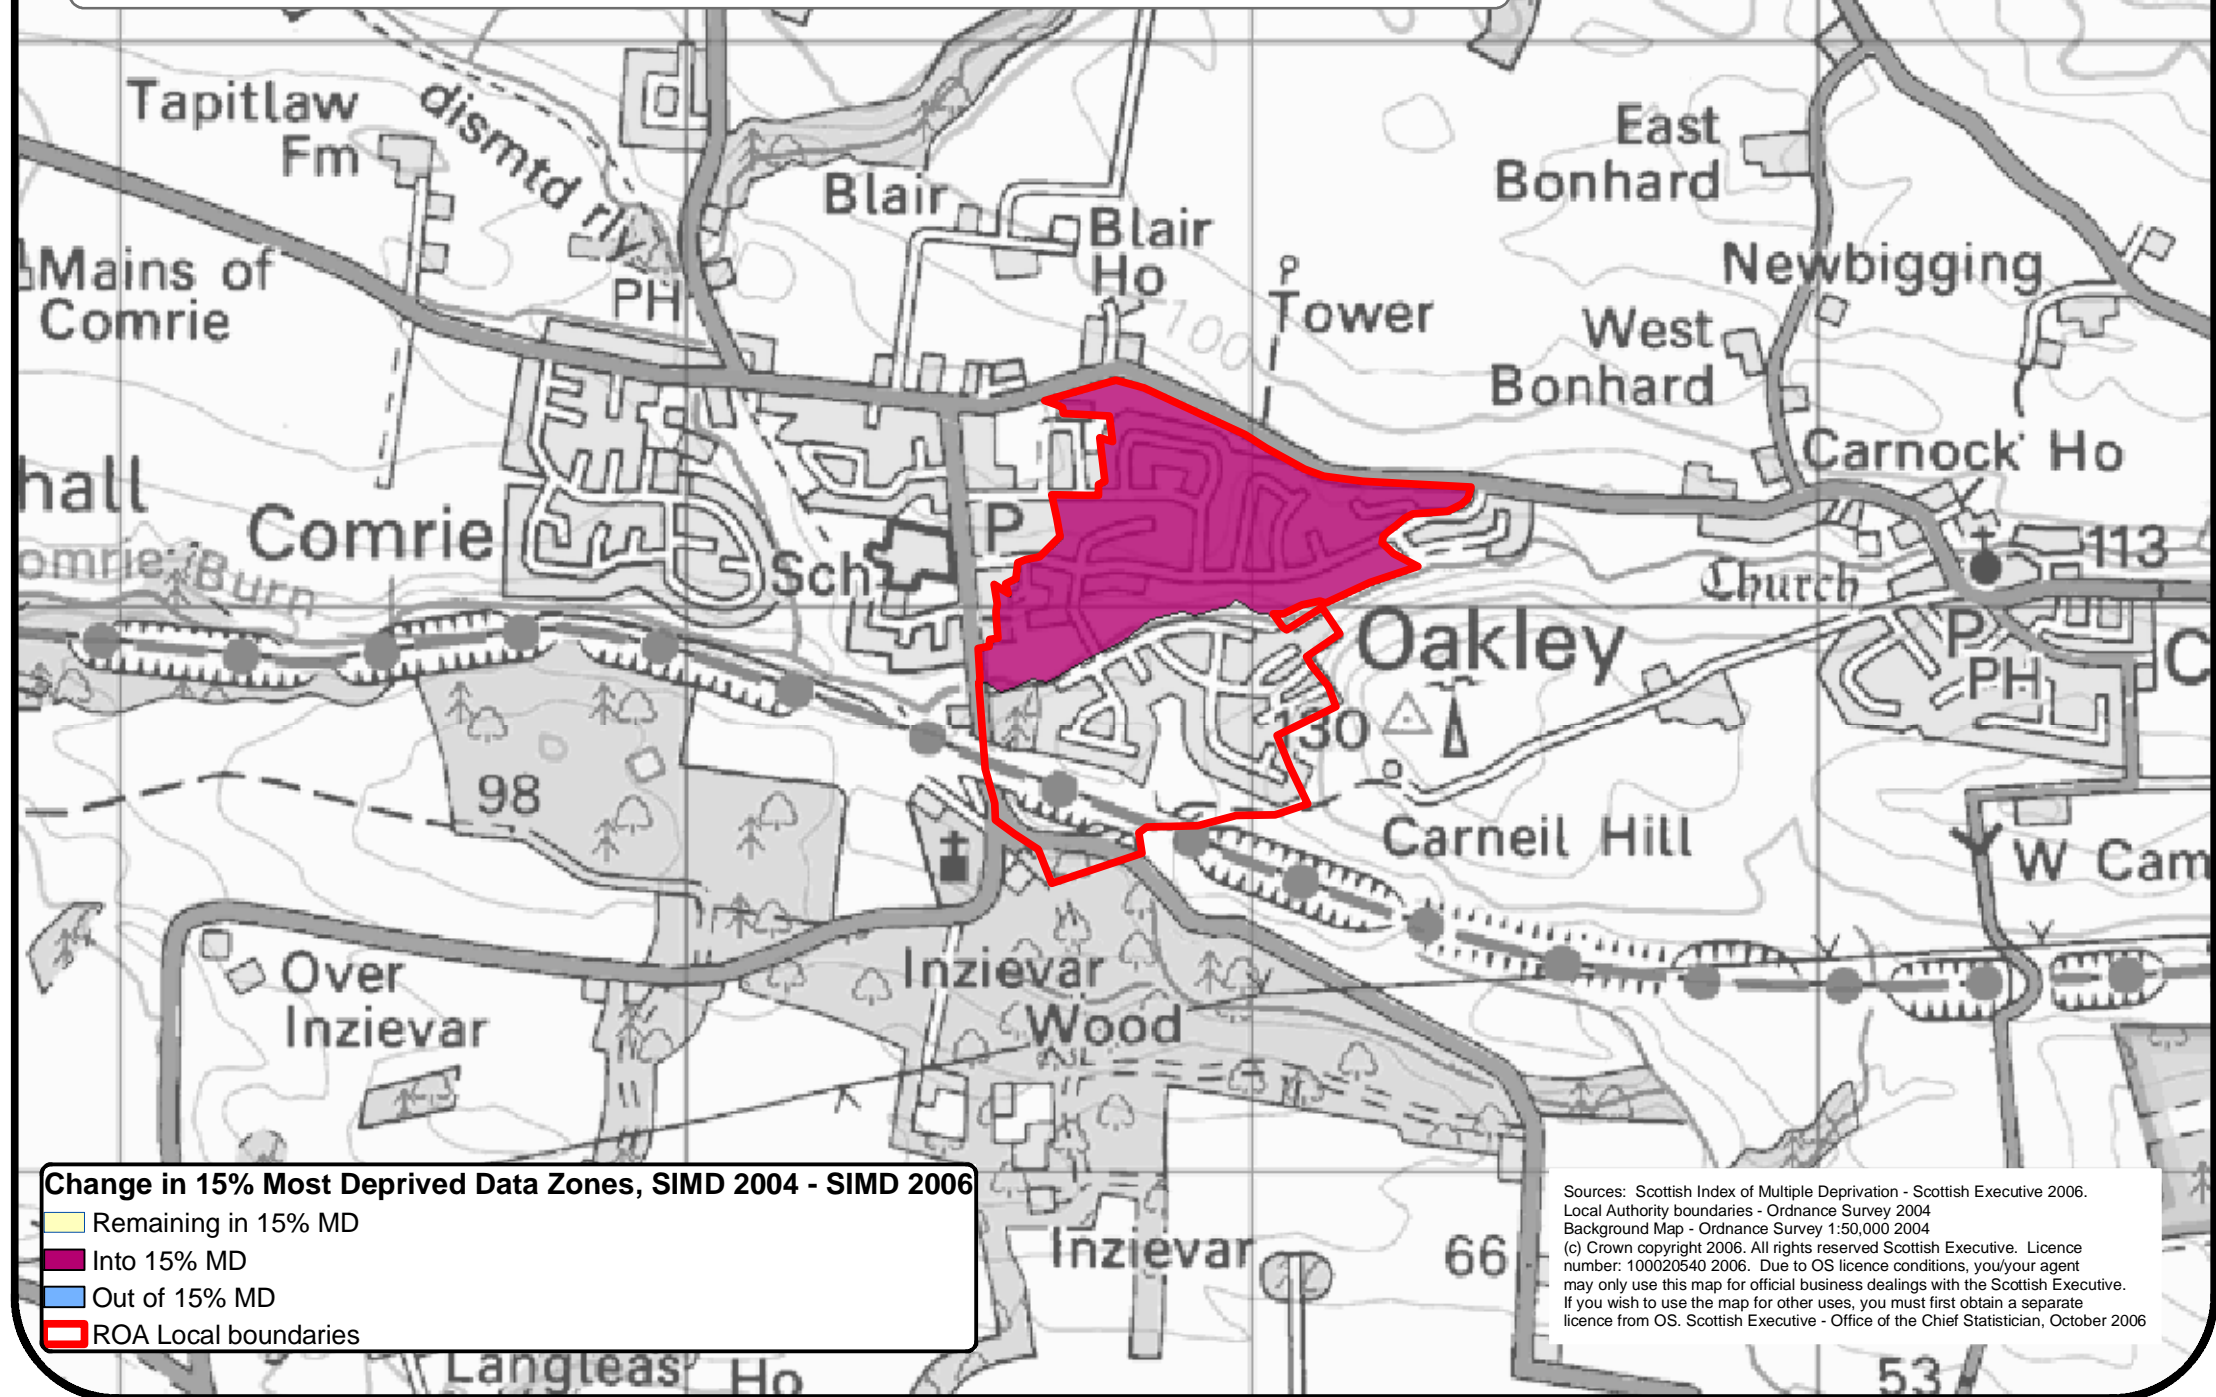 Tapitlaw
Fm
dismtd rly
Blair
Blair
Ho
East
Bonhard
Mains of
Comrie
PH
100
Tower
Newbigging
West
Bonhard
hall
Comrie
omrie Burn
Sch
P
Carnock Ho
113
Church
Oakley
P
PH
C
130
98
Carneil Hill
W Cam
Over
Inzievar
Inzievar
Wood
Inzievar
66
53
Langleas Ho
Change in 15% Most Deprived Data Zones, SIMD 2004 - SIMD 2006
Remaining in 15% MD
Into 15% MD
Out of 15% MD
ROA Local boundaries
Sources: Scottish Index of Multiple Deprivation - Scottish Executive 2006.
Local Authority boundaries - Ordnance Survey 2004
Background Map - Ordnance Survey 1:50,000 2004
(c) Crown copyright 2006. All rights reserved Scottish Executive. Licence
number: 100020540 2006. Due to OS licence conditions, you/your agent
may only use this map for official business dealings with the Scottish Executive.
If you wish to use the map for other uses, you must first obtain a separate
licence from OS. Scottish Executive - Office of the Chief Statistician, October 2006